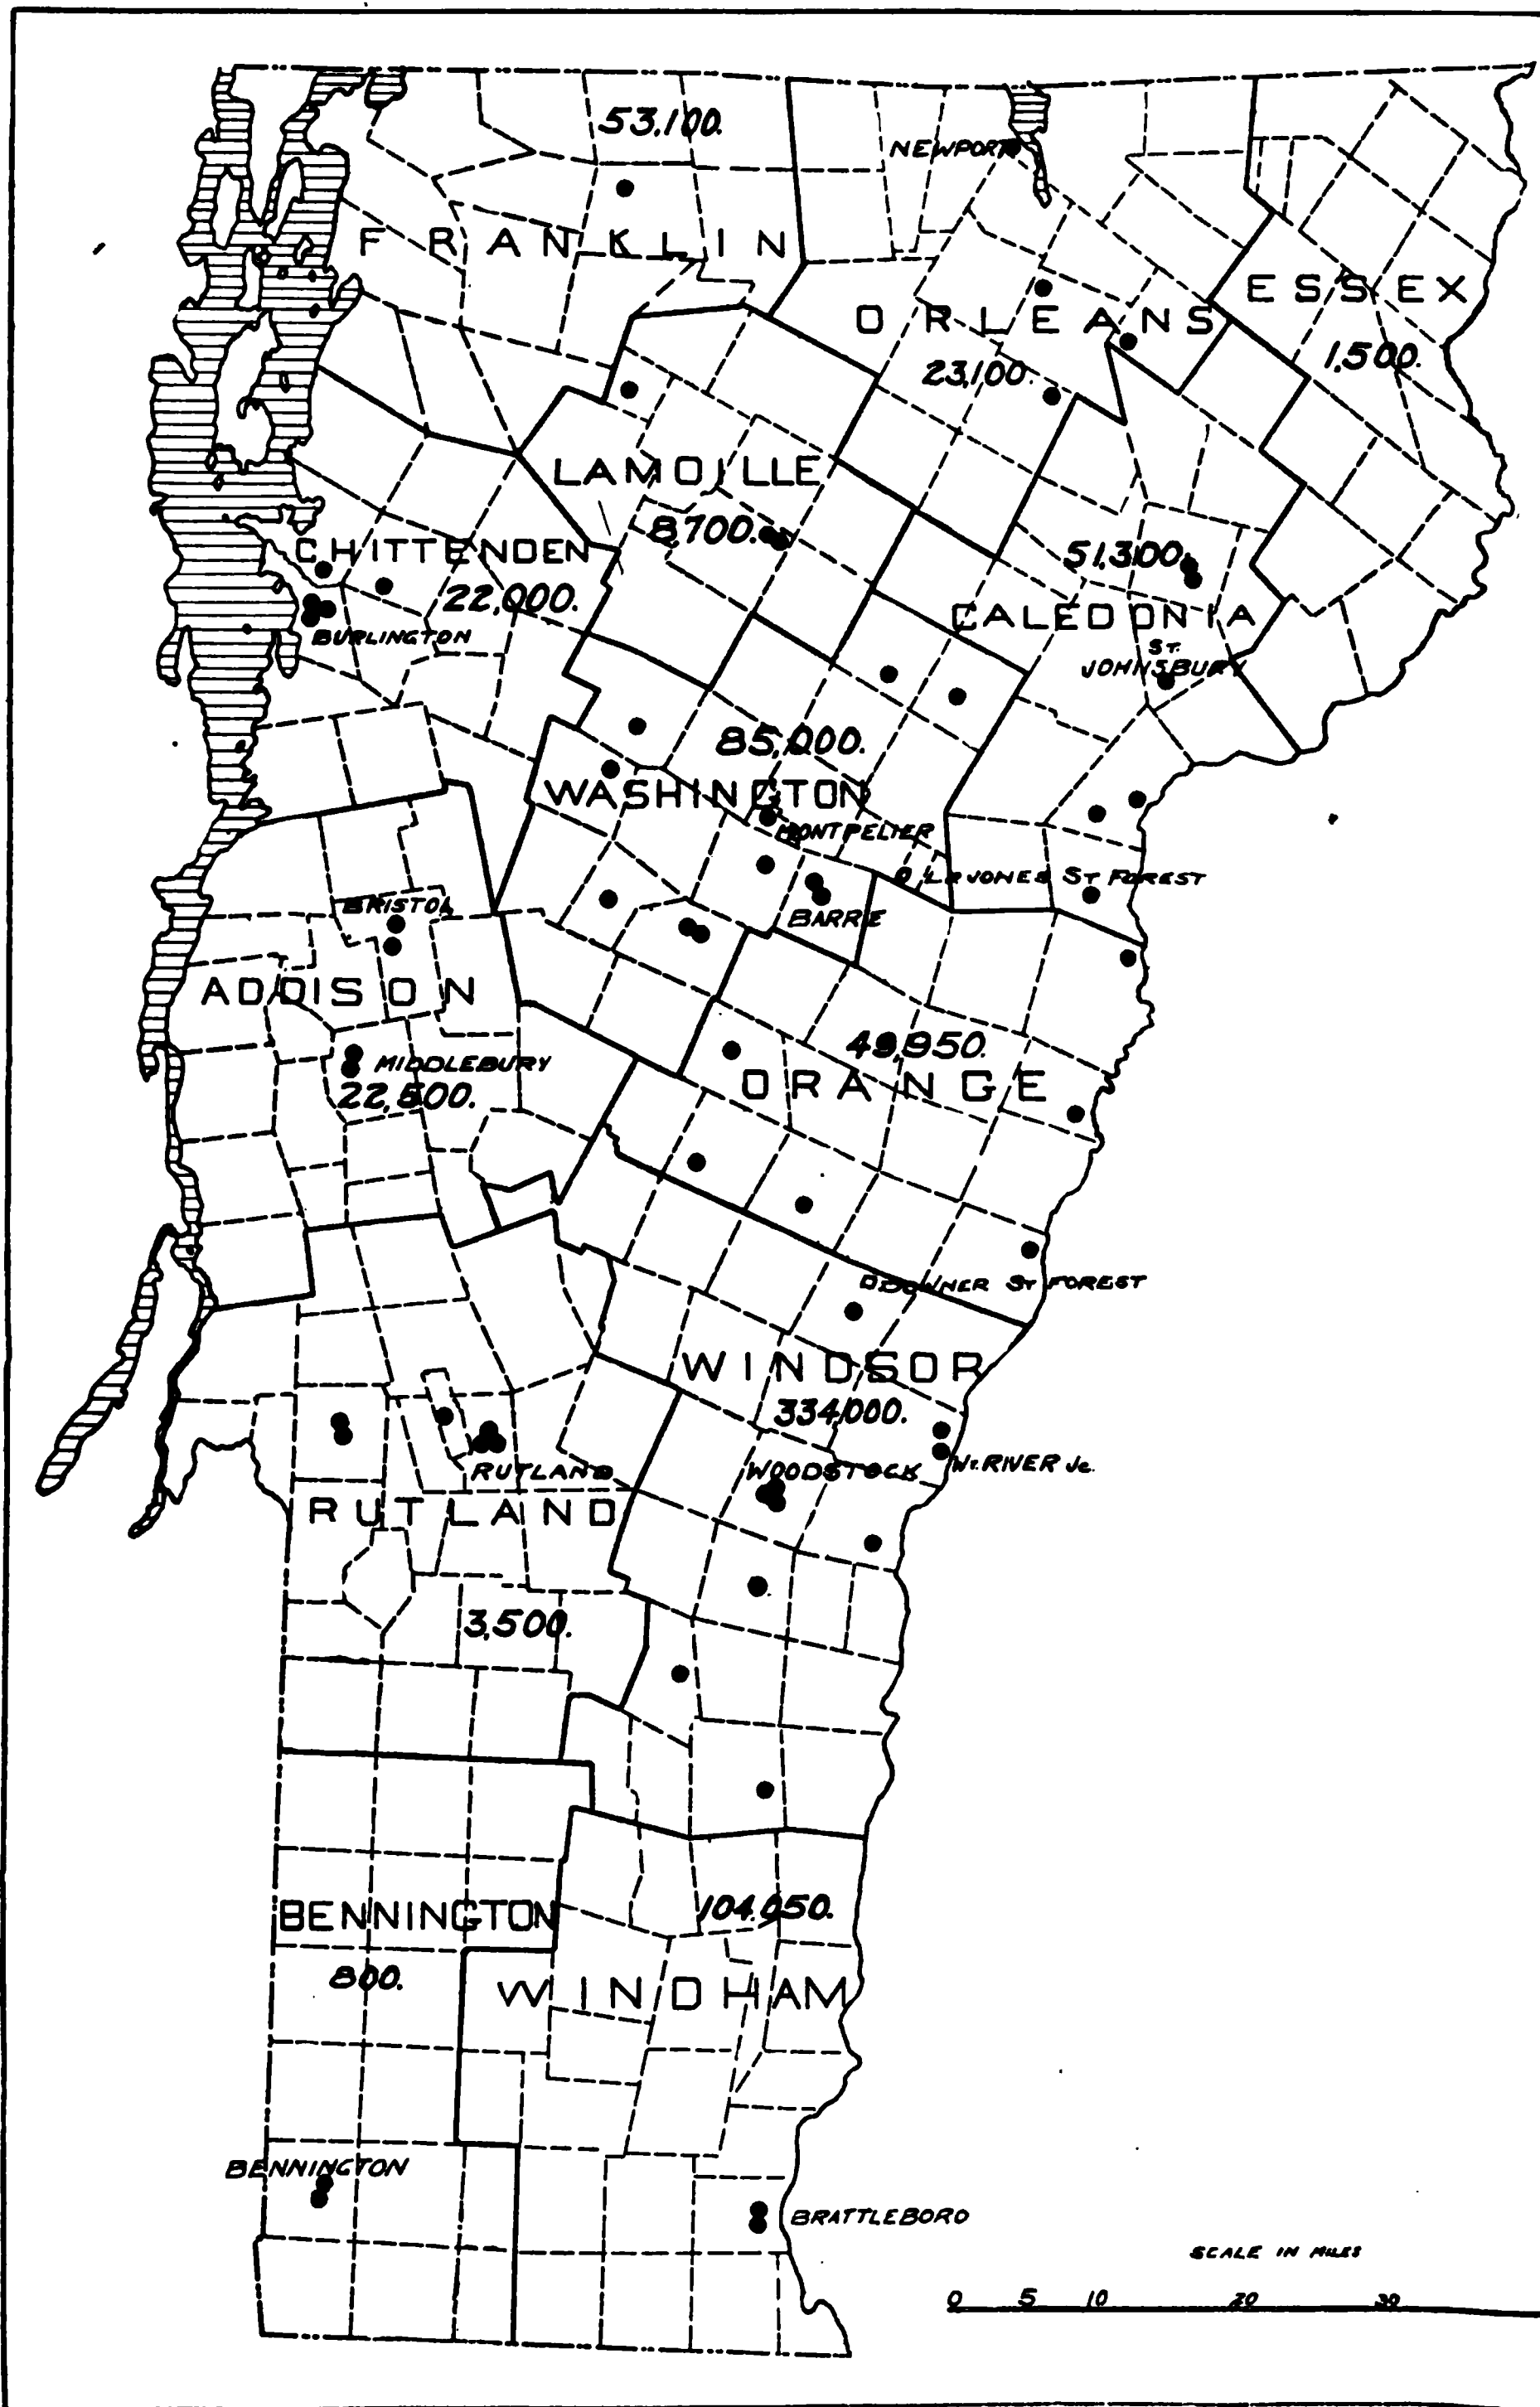 53,100.
NEWPORT
FRANKLIN
ESSEX
ORLEANS
1,500.
23,100.
LAMOILLE
8,700.
CHITTENDEN
51,300.
22,000.
CALEDONIA
BURLINGTON
ST.
JOHNSBURY
85,000.
WASHINGTON
MONTPELIER
L R JONES ST FOREST
BRISTOL
BARRIE
ADDISON
49,950.
MIDDLEBURY
ORANGE
22,500.
DOWNER ST FOREST
WINDSOR
334,000.
WOODSTOCK
W. RIVER Jc.
RUTLAND
RUTLAND
3,500.
BENNINGTON
104,050.
800.
WINDHAM
BENNINGTON
BRATTLEBORO
SCALE IN MILES
0 5 10 20 30